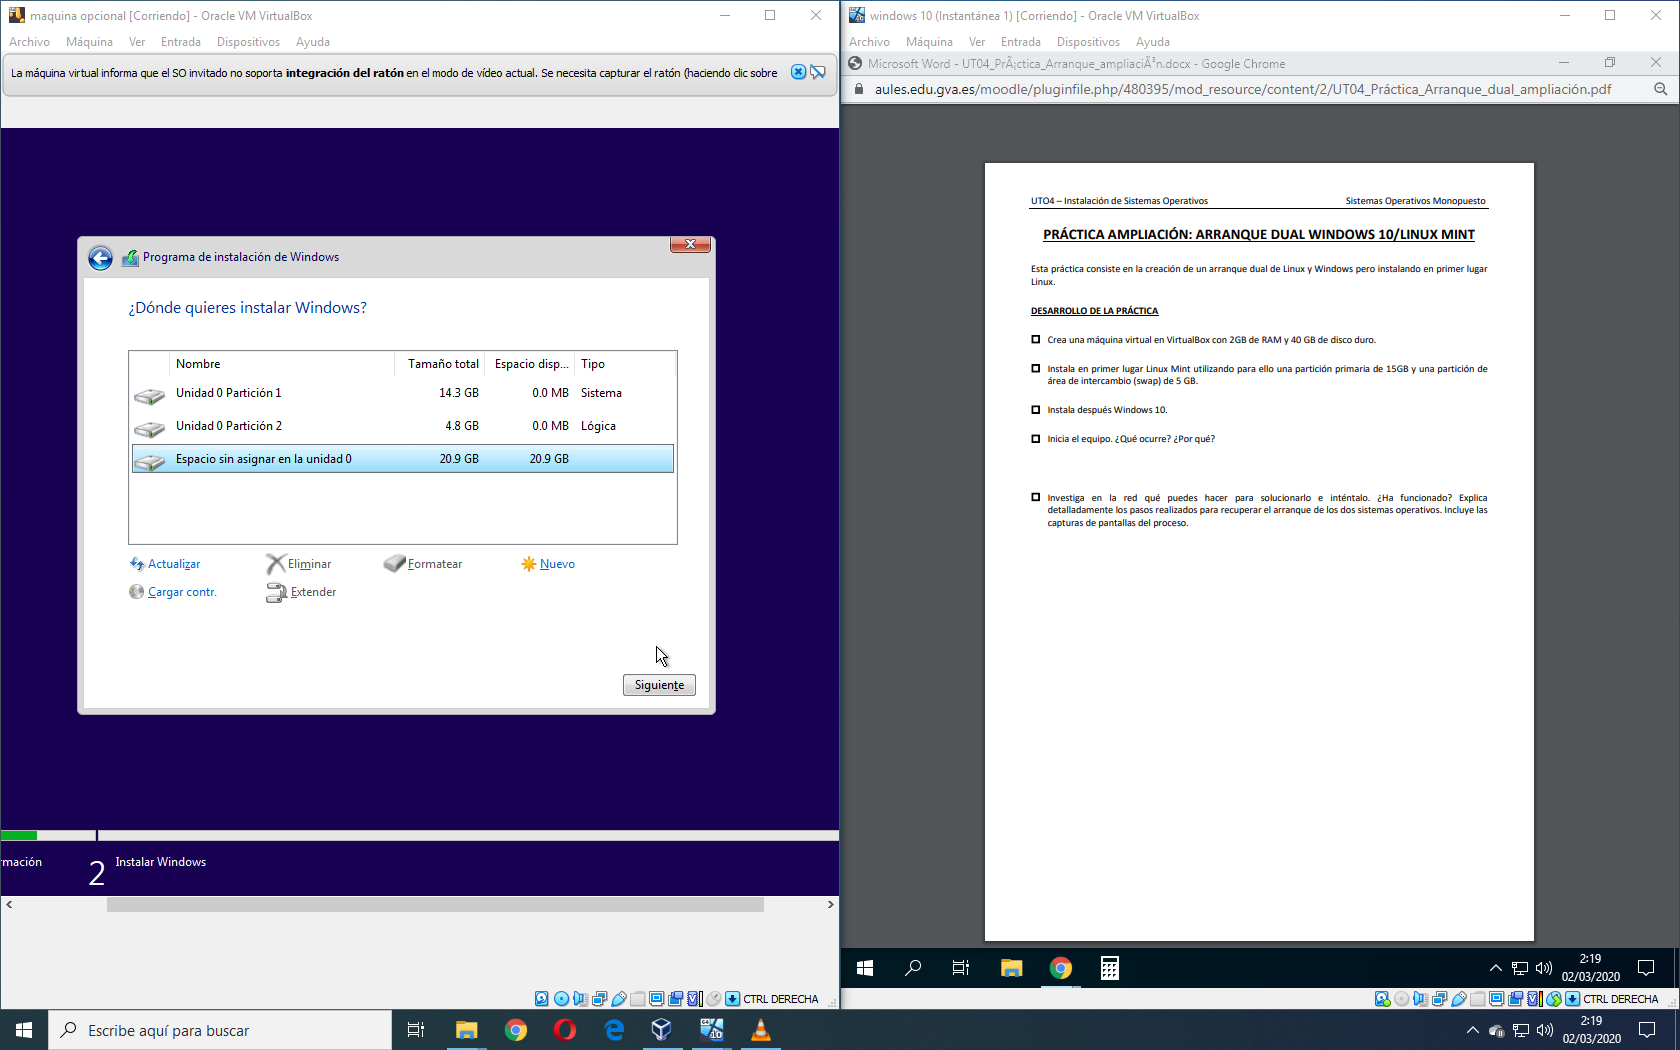 maquina opcional [Corriendo] - Oracle VM VirtualBox
Archivo Máquina Ver Entrada Dispositivos Ayuda
La máquina virtual informa que el SO invitado no soporta integración del ratón en el modo de vídeo actual. Se necesita capturar el ratón (haciendo clic sobre
Programa de instalación de Windows
¿Dónde quieres instalar Windows?
Nombre Tamaño total Espacio disp... Tipo
Unidad 0 Partición 1 14.3 GB 0.0 MB Sistema
Unidad 0 Partición 2 4.8 GB 0.0 MB Lógica
Espacio sin asignar en la unidad 0 20.9 GB 20.9 GB
Actualizar Eliminar Formatear Nuevo
Cargar contr. Extender
Siguiente
rmación 2 Instalar Windows
CTRL DERECHA
windows 10 (Instantánea 1) [Corriendo] - Oracle VM VirtualBox
Archivo Máquina Ver Entrada Dispositivos Ayuda
Microsoft Word - UT04_PrÃ¡ctica_Arranque_ampliaciÃ³n.docx - Google Chrome
aules.edu.gva.es/moodle/pluginfile.php/480395/mod_resource/content/2/UT04_Práctica_Arranque_dual_ampliación.pdf
UTO4 – Instalación de Sistemas Operativos Sistemas Operativos Monopuesto
PRÁCTICA AMPLIACIÓN: ARRANQUE DUAL WINDOWS 10/LINUX MINT
Esta práctica consiste en la creación de un arranque dual de Linux y Windows pero instalando en primer lugar
Linux.
DESARROLLO DE LA PRÁCTICA
Crea una máquina virtual en VirtualBox con 2GB de RAM y 40 GB de disco duro.
Instala en primer lugar Linux Mint utilizando para ello una partición primaria de 15GB y una partición de
área de intercambio (swap) de 5 GB.
Instala después Windows 10.
Inicia el equipo. ¿Qué ocurre? ¿Por qué?
Investiga en la red qué puedes hacer para solucionarlo e inténtalo. ¿Ha funcionado? Explica
detalladamente los pasos realizados para recuperar el arranque de los dos sistemas operativos. Incluye las
capturas de pantallas del proceso.
2:19
02/03/2020
CTRL DERECHA
Escribe aquí para buscar
2:19
02/03/2020